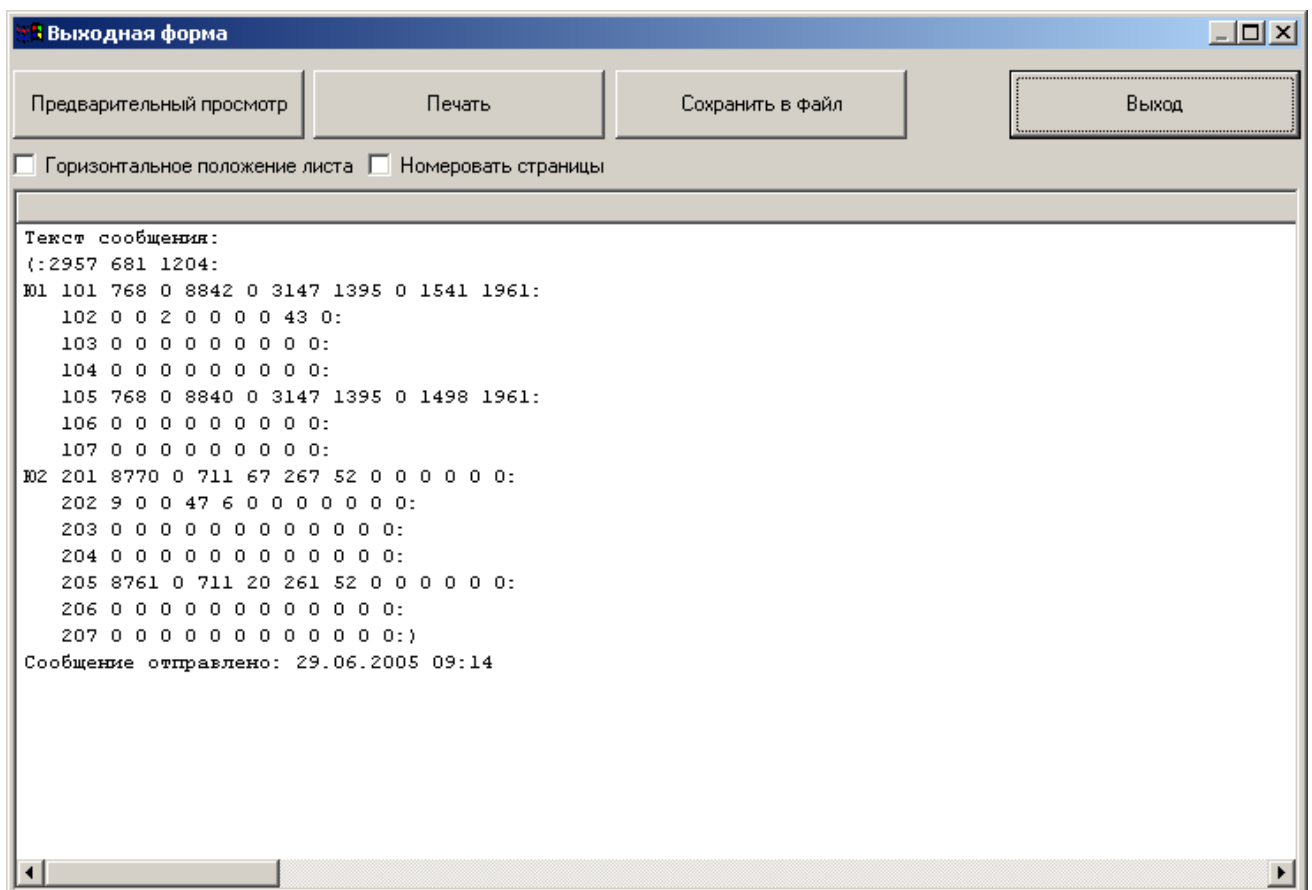 Выходная форма
Предварительный просмотр Печать Сохранить в файл Выход
Горизонтальное положение листа Номеровать страницы
Текст сообщения:
(:2957 681 1204:
Ю1 101 768 0 8842 0 3147 1395 0 1541 1961:
102 0 0 2 0 0 0 0 43 0:
103 0 0 0 0 0 0 0 0 0:
104 0 0 0 0 0 0 0 0 0:
105 768 0 8840 0 3147 1395 0 1498 1961:
106 0 0 0 0 0 0 0 0 0:
107 0 0 0 0 0 0 0 0 0:
Ю2 201 8770 0 711 67 267 52 0 0 0 0 0 0:
202 9 0 0 47 6 0 0 0 0 0 0 0:
203 0 0 0 0 0 0 0 0 0 0 0 0:
204 0 0 0 0 0 0 0 0 0 0 0 0:
205 8761 0 711 20 261 52 0 0 0 0 0 0:
206 0 0 0 0 0 0 0 0 0 0 0 0:
207 0 0 0 0 0 0 0 0 0 0 0 0:)
Сообщение отправлено: 29.06.2005 09:14